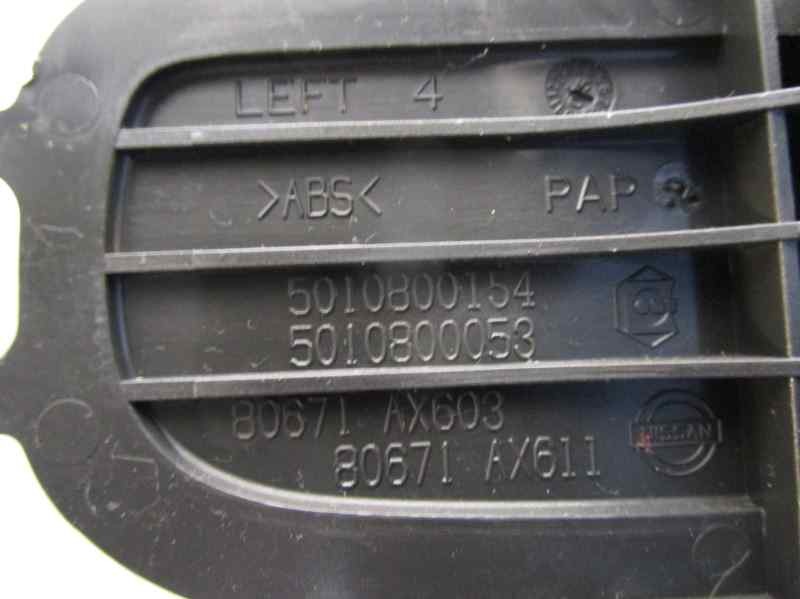 LEFT 4
>ABS< PAP
5010800154
5010800053
80671 AX603
80671 AX611
NISSAN